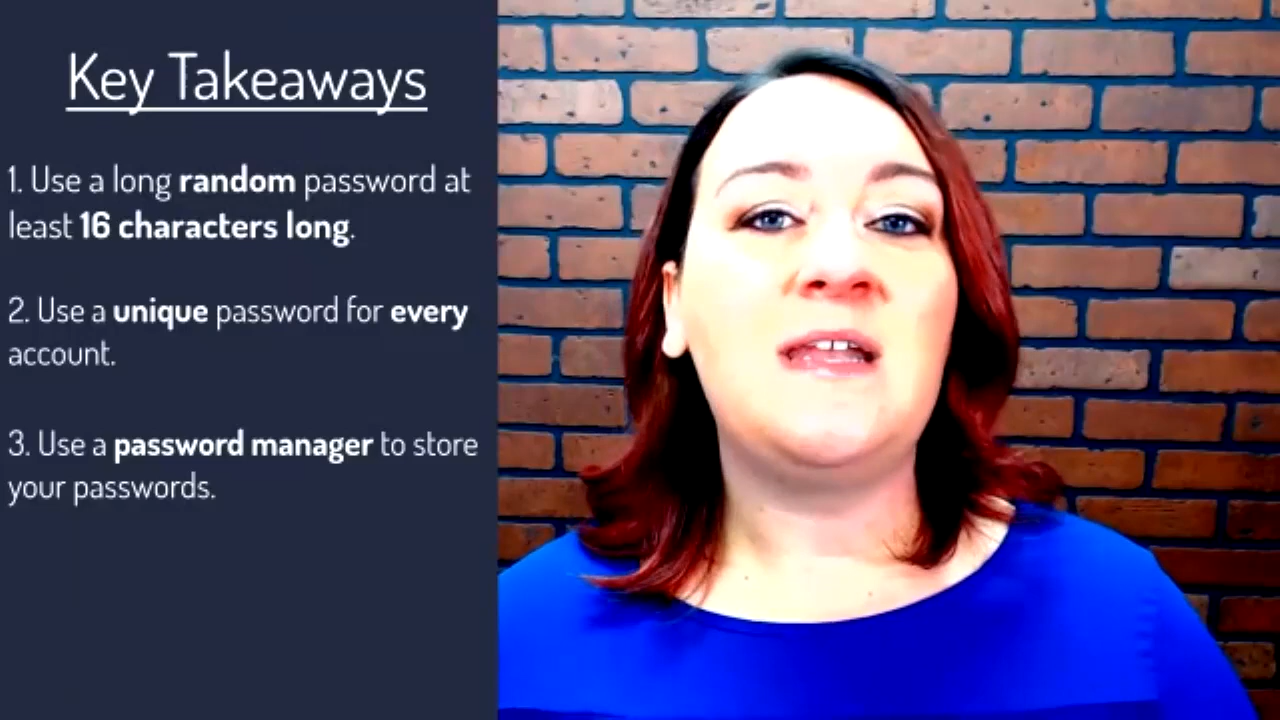 Key Takeaways
1. Use a long random password at
least 16 characters long.
2. Use a unique password for every
account.
3. Use a password manager to store
your passwords.